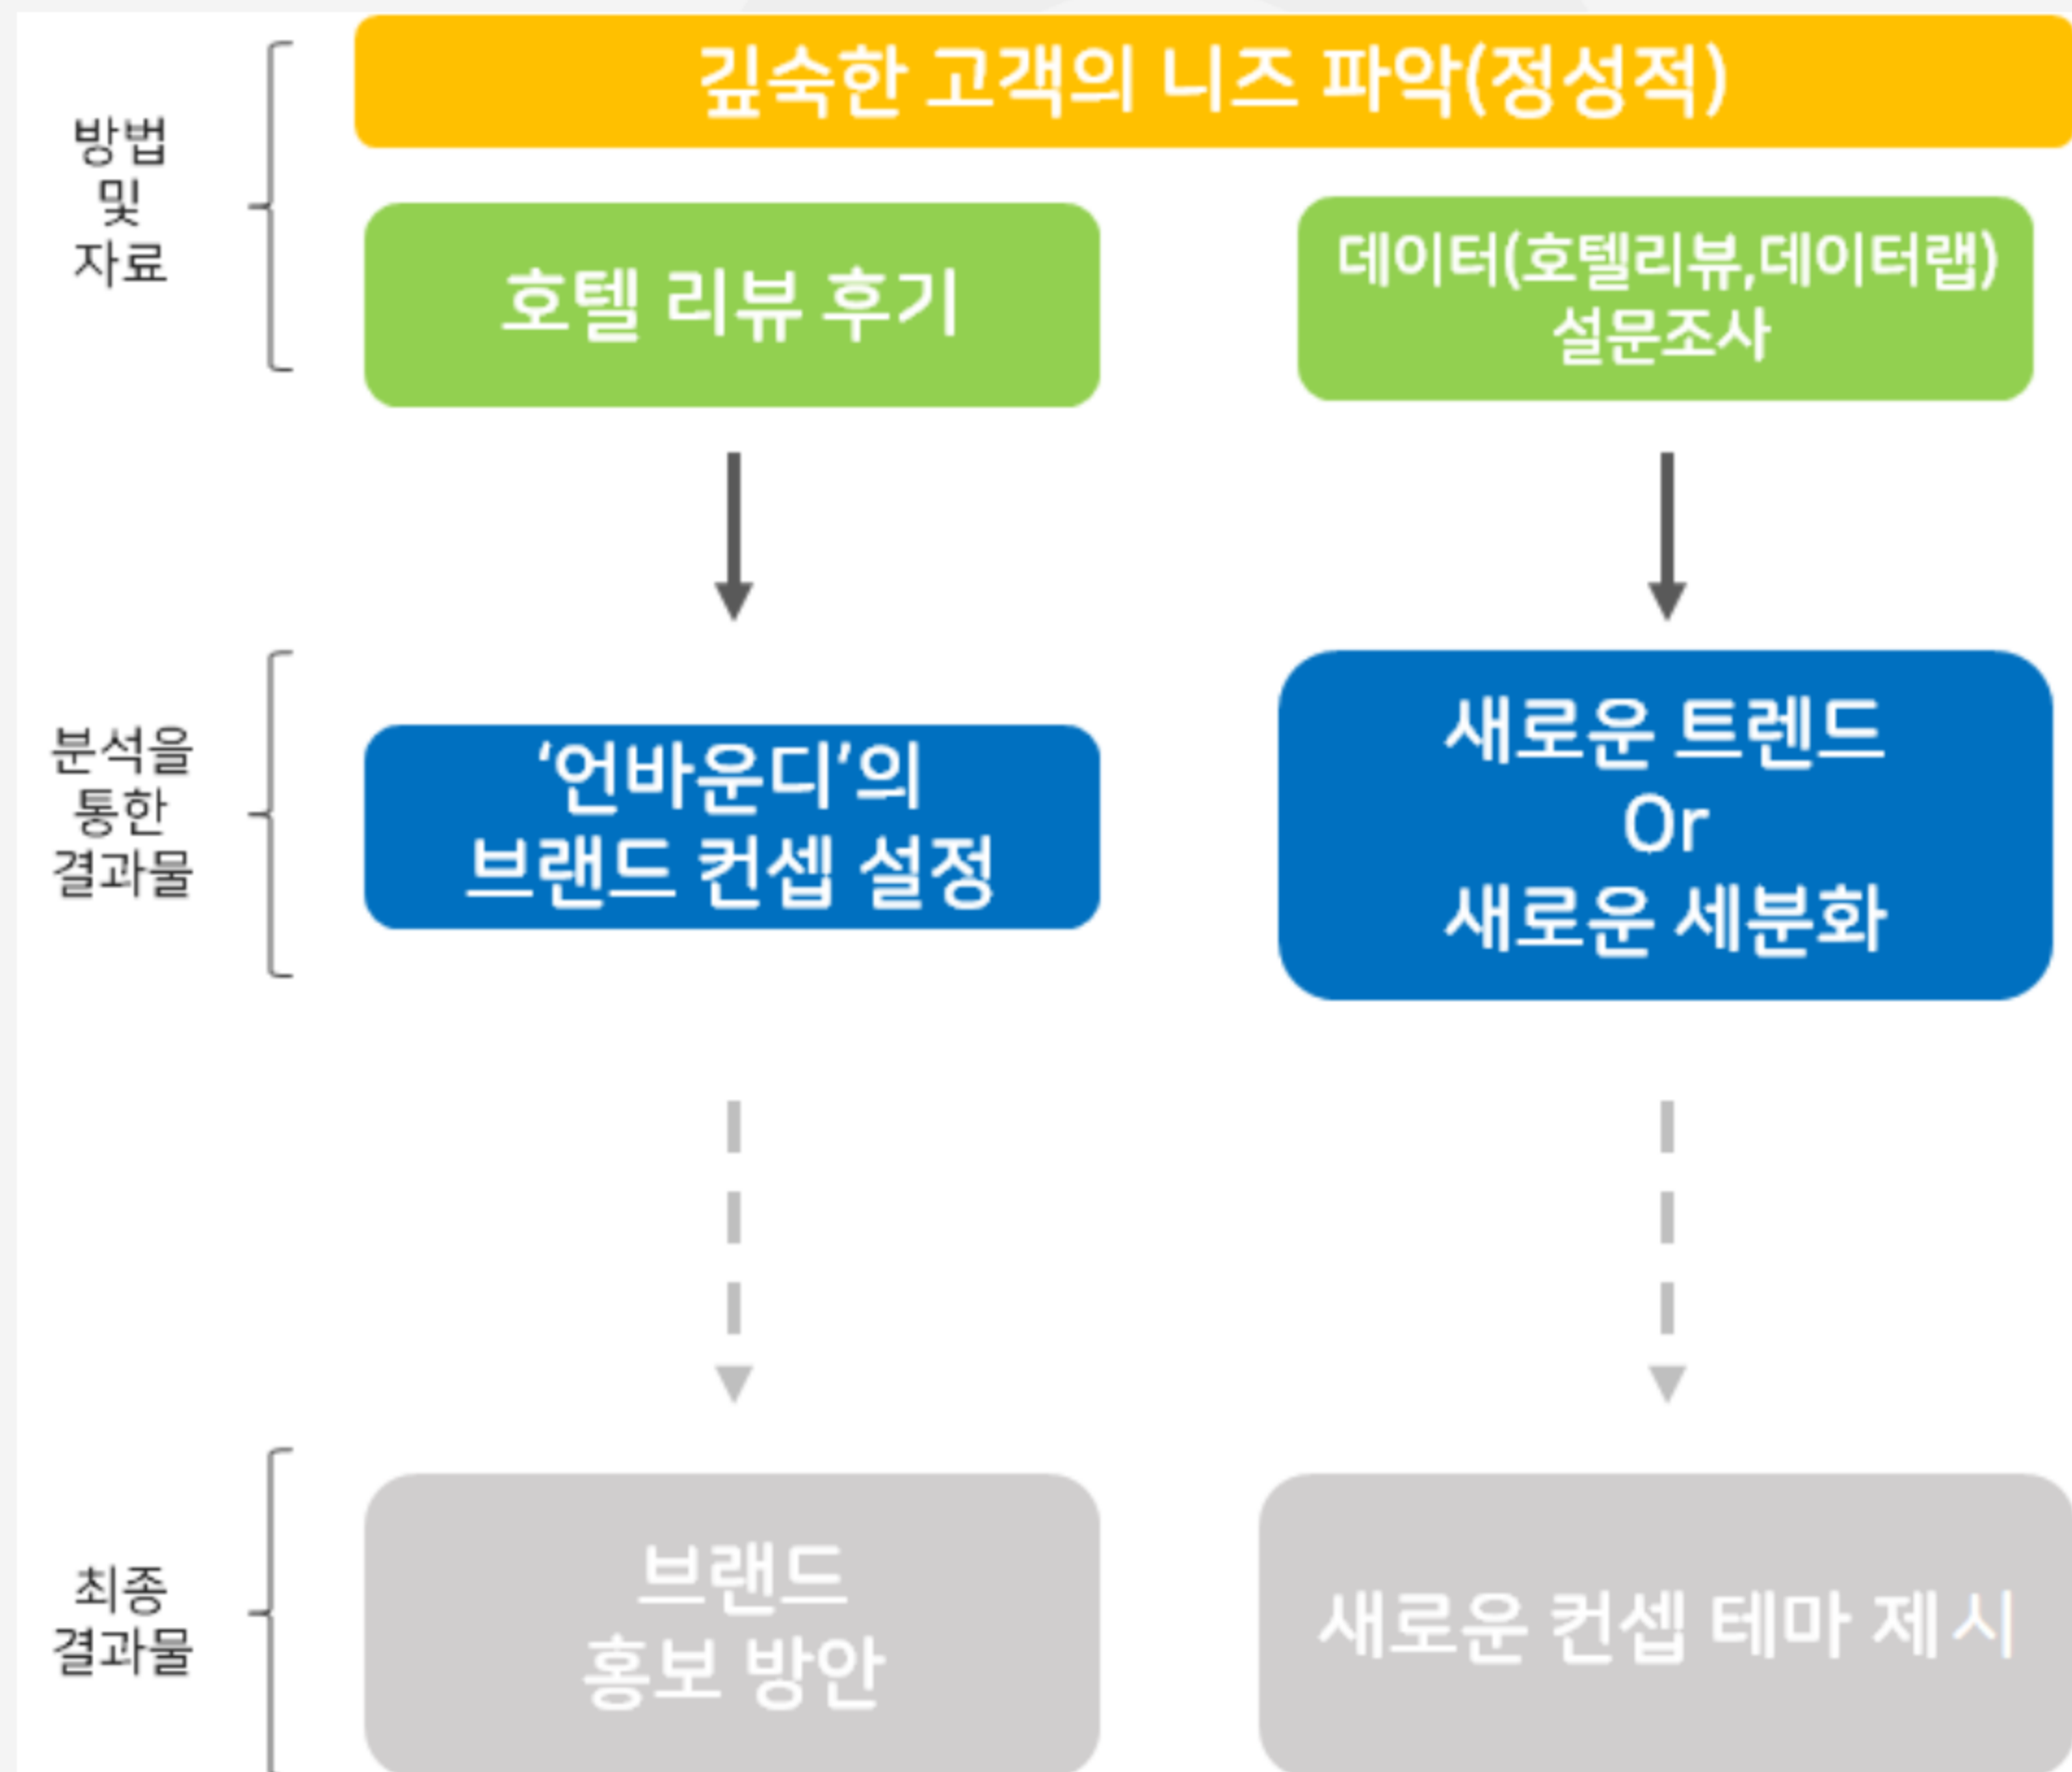 깊숙한 고객의 니즈 파악(정성적)
방법
및
자료
호텔 리뷰 후기
데이터(호텔리뷰,데이터랩)
설문조사
분석을
통한
결과물
‘언바운디’의
브랜드 컨셉 설정
새로운 트렌드
Or
새로운 세분화
최종
결과물
브랜드
홍보 방안
새로운 컨셉 테마 제시